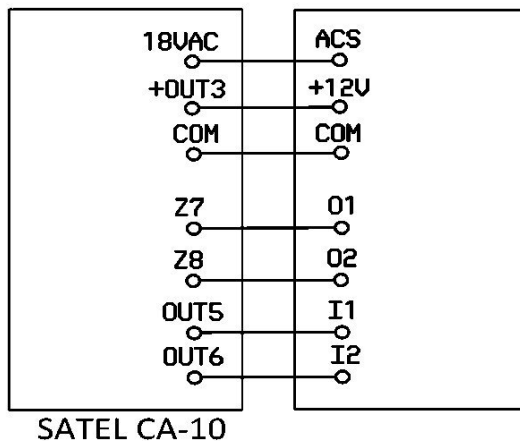 18VAC ACS
+OUT3 +12V
COM COM
Z7 O1
Z8 O2
OUT5 I1
OUT6 I2
SATEL CA-10